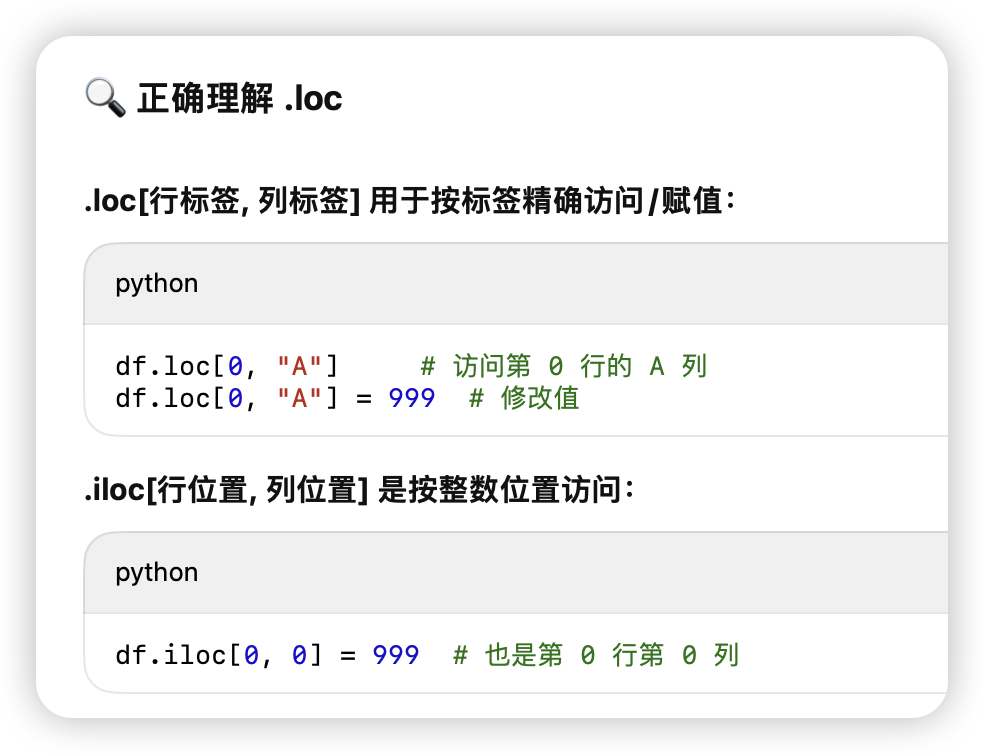 🔍 正确理解 .loc
.loc[行标签, 列标签] 用于按标签精确访问/赋值：
python
df.loc[0, "A"]     # 访问第 0 行的 A 列
df.loc[0, "A"] = 999  # 修改值
.iloc[行位置, 列位置] 是按整数位置访问：
python
df.iloc[0, 0] = 999  # 也是第 0 行第 0 列